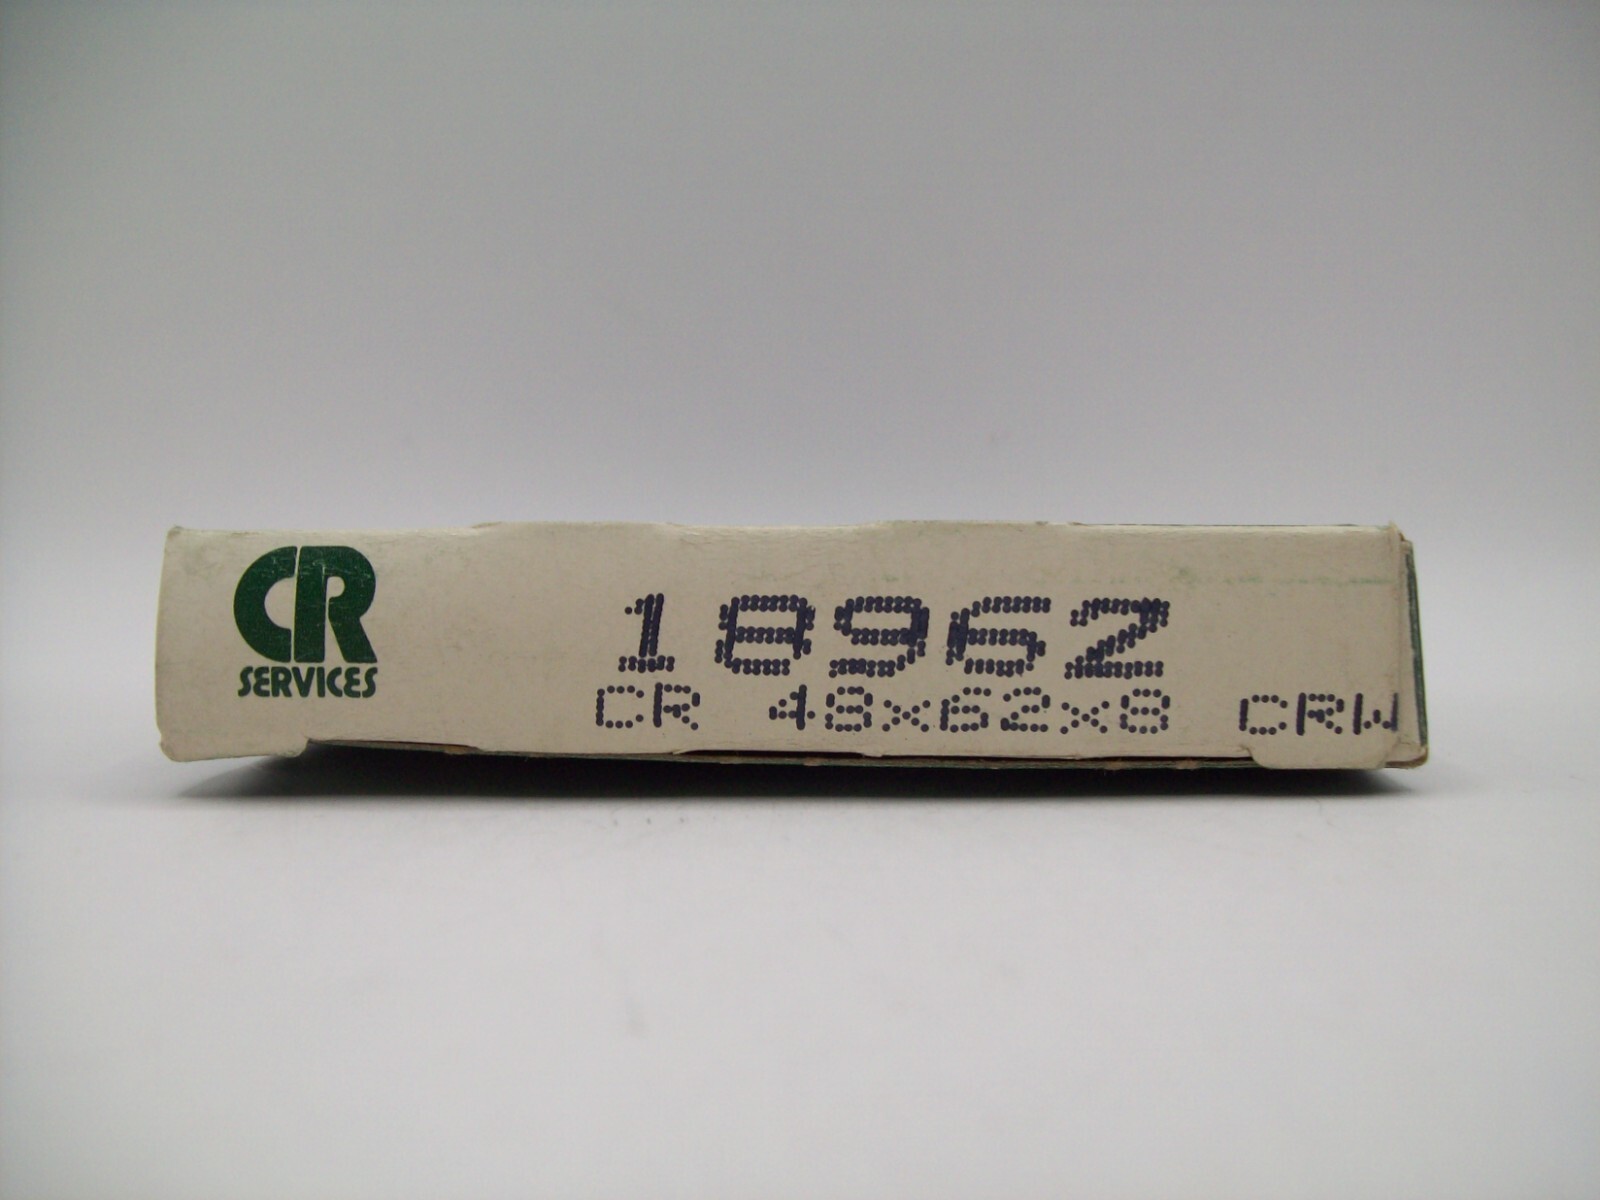 CR
SERVICES
18962
CR 48x62x8 CRW